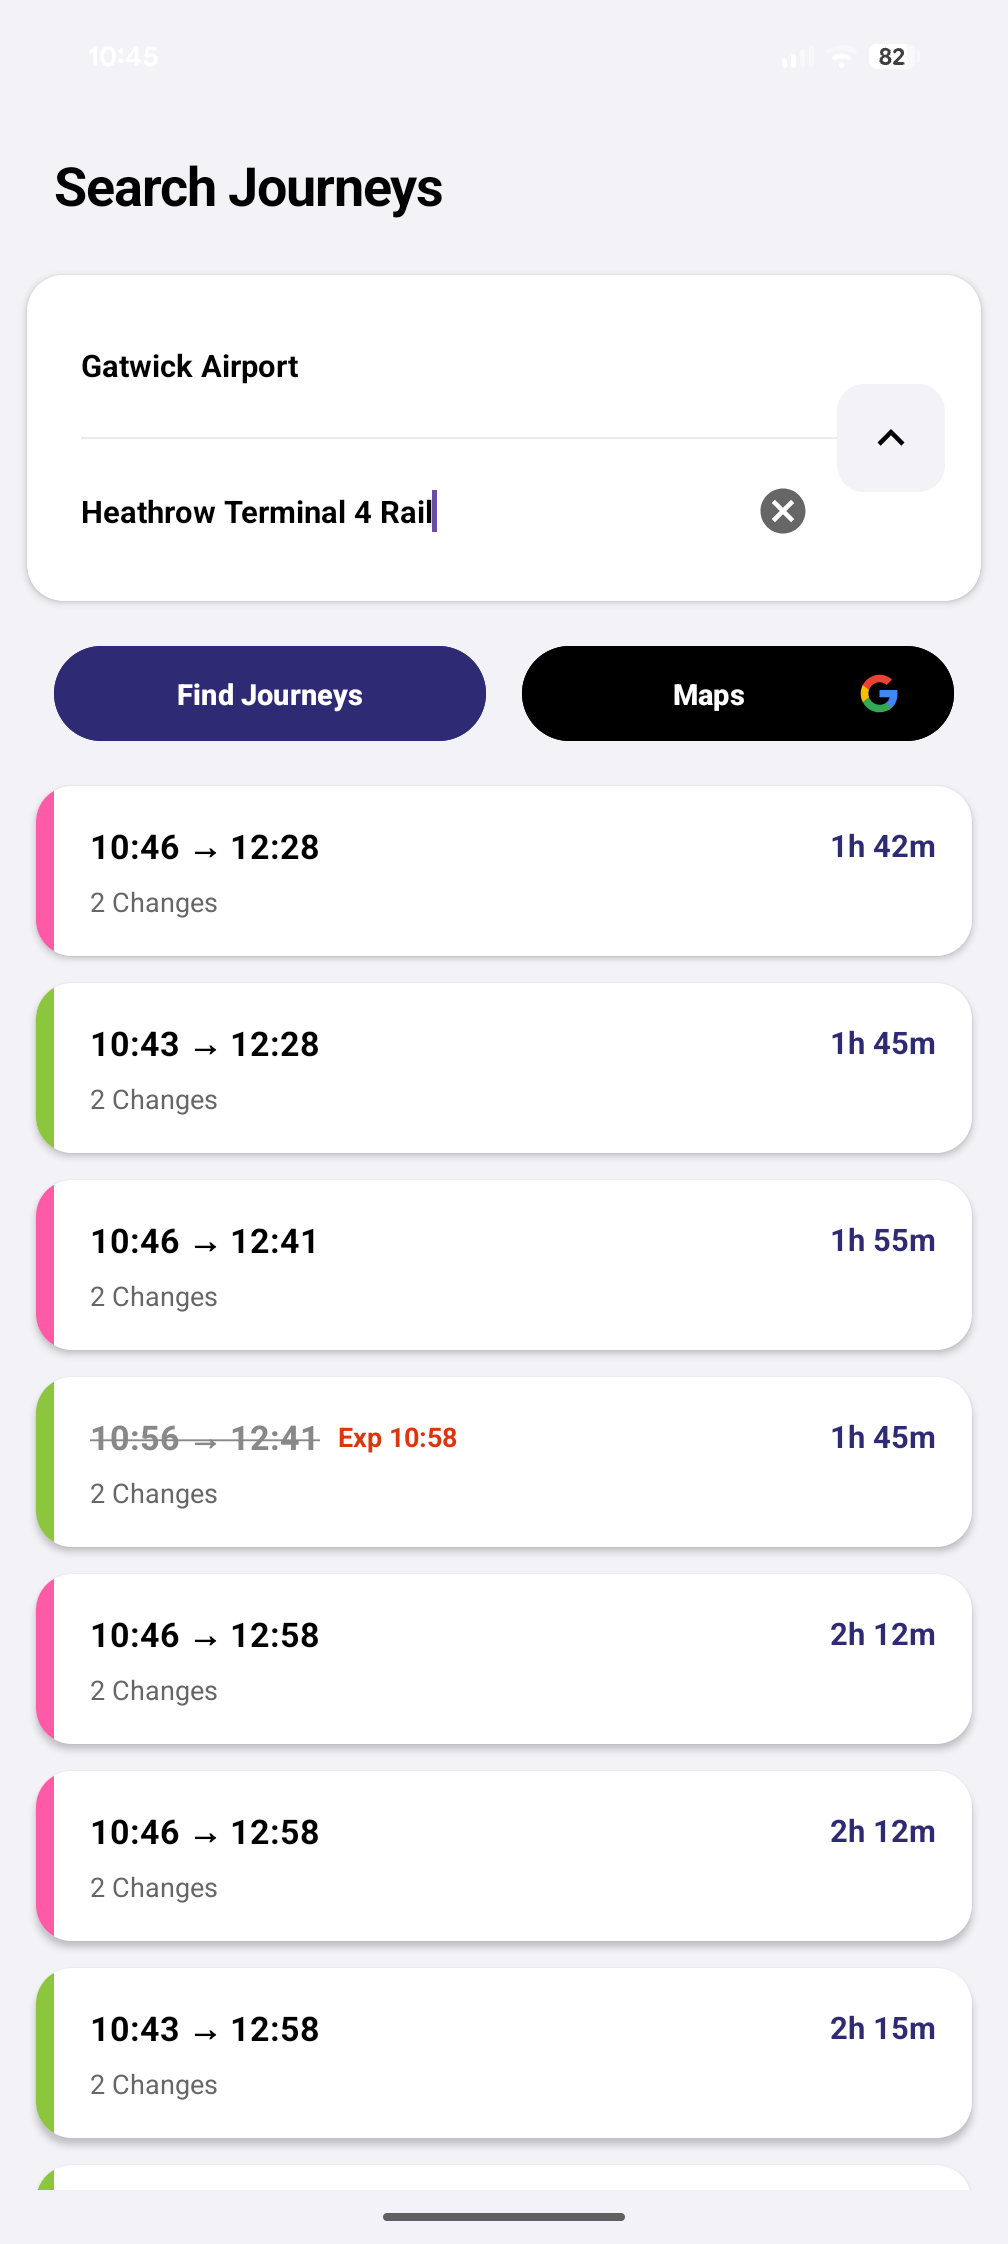 10:45
82
Search Journeys
Gatwick Airport
Heathrow Terminal 4 Rail
Find Journeys
Maps
10:46 → 12:28
1h 42m
2 Changes
10:43 → 12:28
1h 45m
2 Changes
10:46 → 12:41
1h 55m
2 Changes
10:56 → 12:41 Exp 10:58
1h 45m
2 Changes
10:46 → 12:58
2h 12m
2 Changes
10:46 → 12:58
2h 12m
2 Changes
10:43 → 12:58
2h 15m
2 Changes